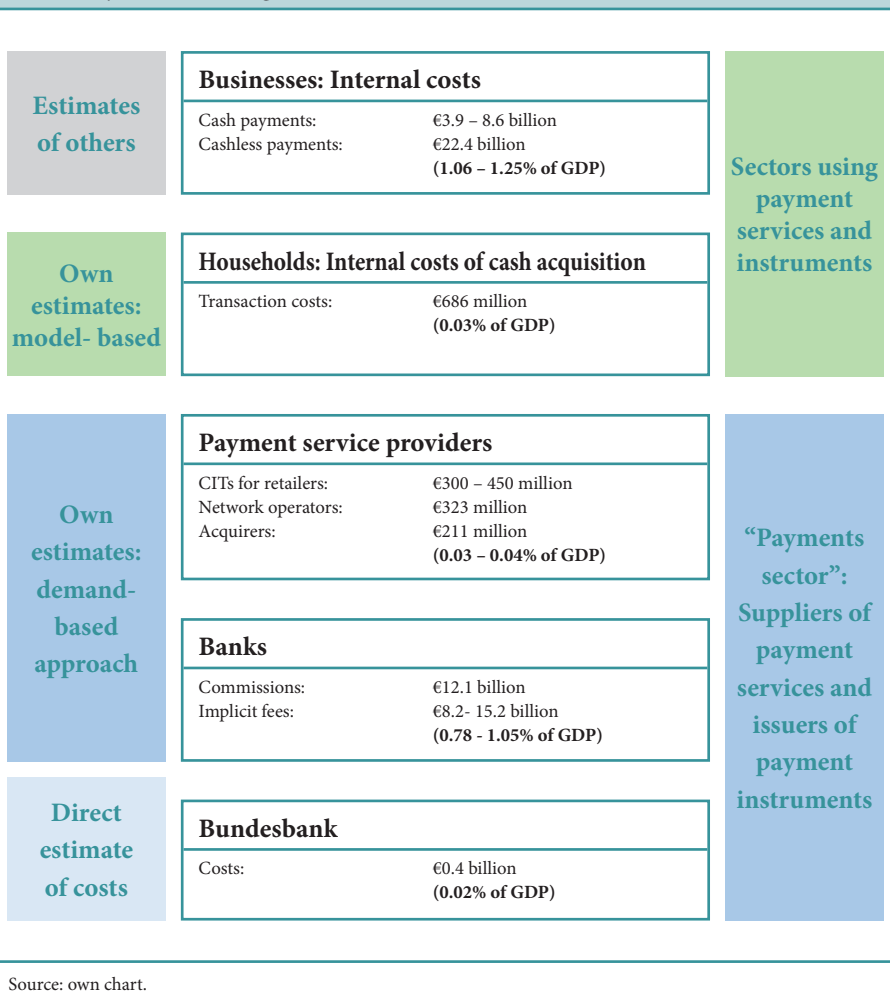 Estimates
of others
Businesses: Internal costs
Cash payments: €3.9 – 8.6 billion
Cashless payments: €22.4 billion
(1.06 – 1.25% of GDP)
Sectors using
payment
services and
instruments
Own
estimates:
model- based
Households: Internal costs of cash acquisition
Transaction costs: €686 million
(0.03% of GDP)
Own
estimates:
demand-
based
approach
Payment service providers
CITs for retailers: €300 – 450 million
Network operators: €323 million
Acquirers: €211 million
(0.03 – 0.04% of GDP)
Banks
Commissions: €12.1 billion
Implicit fees: €8.2- 15.2 billion
(0.78 - 1.05% of GDP)
“Payments
sector”:
Suppliers of
payment
services and
issuers of
payment
instruments
Direct
estimate
of costs
Bundesbank
Costs: €0.4 billion
(0.02% of GDP)
Source: own chart.